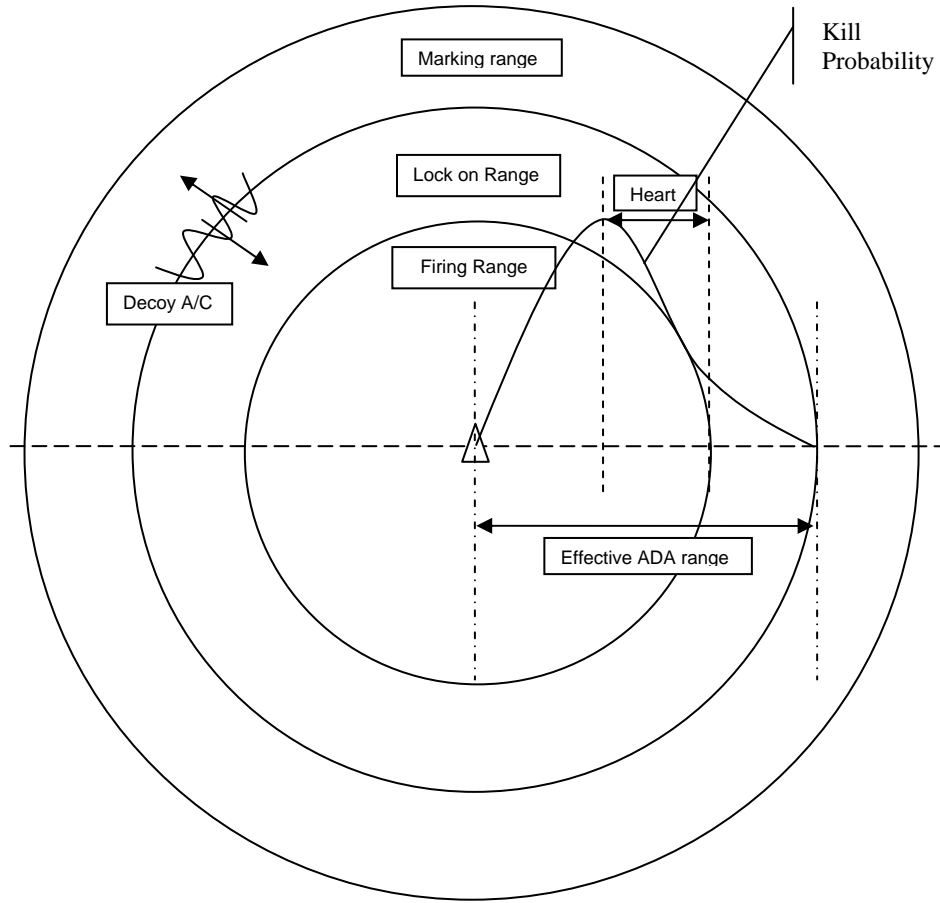 Kill
Probability
Marking range
Lock on Range
Heart
Firing Range
Decoy A/C
Effective ADA range